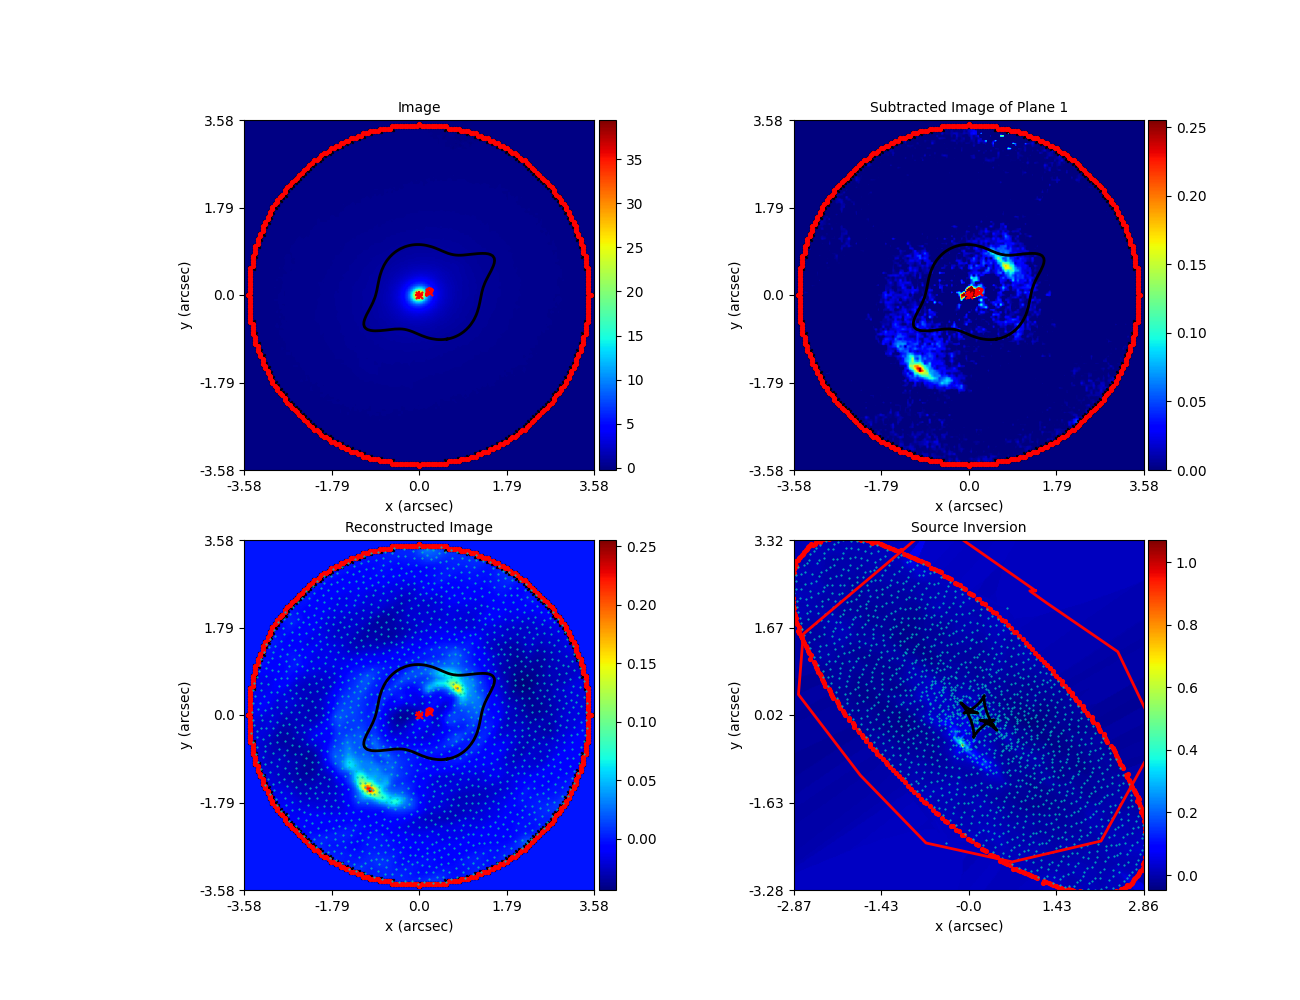 Image
3.58
1.79
0.0
-1.79
-3.58
y (arcsec)
-3.58 -1.79 0.0 1.79 3.58
x (arcsec)
35
30
25
20
15
10
5
0
Subtracted Image of Plane 1
3.58
1.79
0.0
-1.79
-3.58
y (arcsec)
-3.58 -1.79 0.0 1.79 3.58
x (arcsec)
0.25
0.20
0.15
0.10
0.05
0.00
Reconstructed Image
3.58
1.79
0.0
-1.79
-3.58
y (arcsec)
-3.58 -1.79 0.0 1.79 3.58
x (arcsec)
0.25
0.20
0.15
0.10
0.05
0.00
Source Inversion
3.32
1.67
0.02
-1.63
-3.28
y (arcsec)
-2.87 -1.43 -0.0 1.43 2.86
x (arcsec)
1.0
0.8
0.6
0.4
0.2
0.0